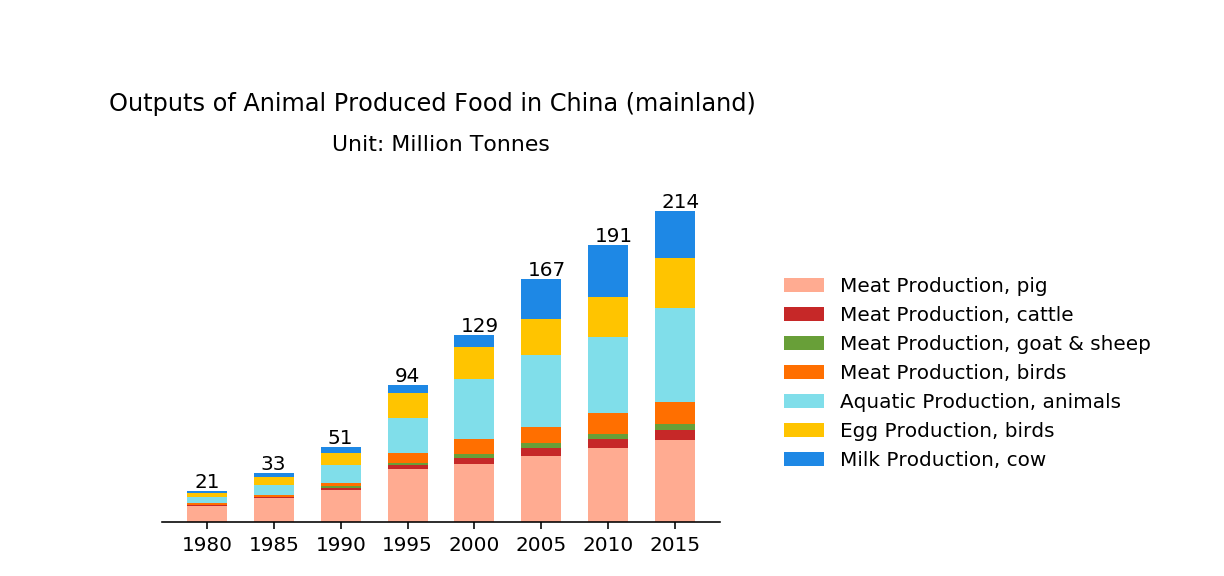 Outputs of Animal Produced Food in China (mainland)
Unit: Million Tonnes
214
191
167
129
94
51
33
21
Meat Production, pig
Meat Production, cattle
Meat Production, goat & sheep
Meat Production, birds
Aquatic Production, animals
Egg Production, birds
Milk Production, cow
1980 1985 1990 1995 2000 2005 2010 2015